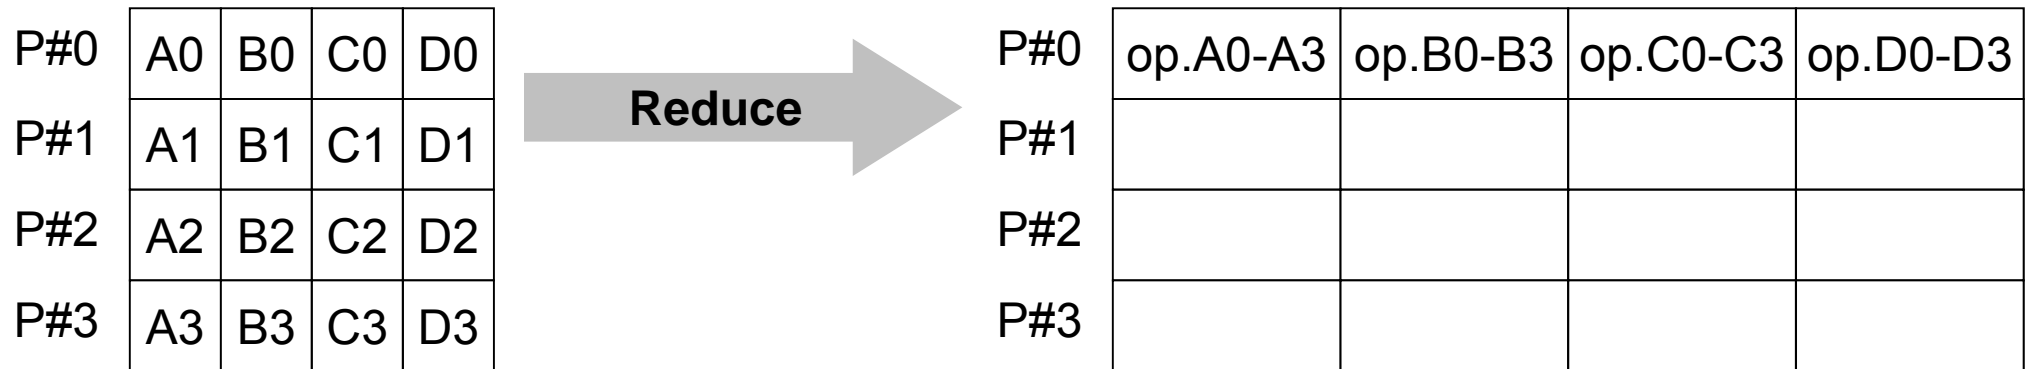 P#0 A0 B0 C0 D0 P#0 op.A0-A3 op.B0-B3 op.C0-C3 op.D0-D3
Reduce
P#1 A1 B1 C1 D1 P#1
P#2 A2 B2 C2 D2 P#2
P#3 A3 B3 C3 D3 P#3